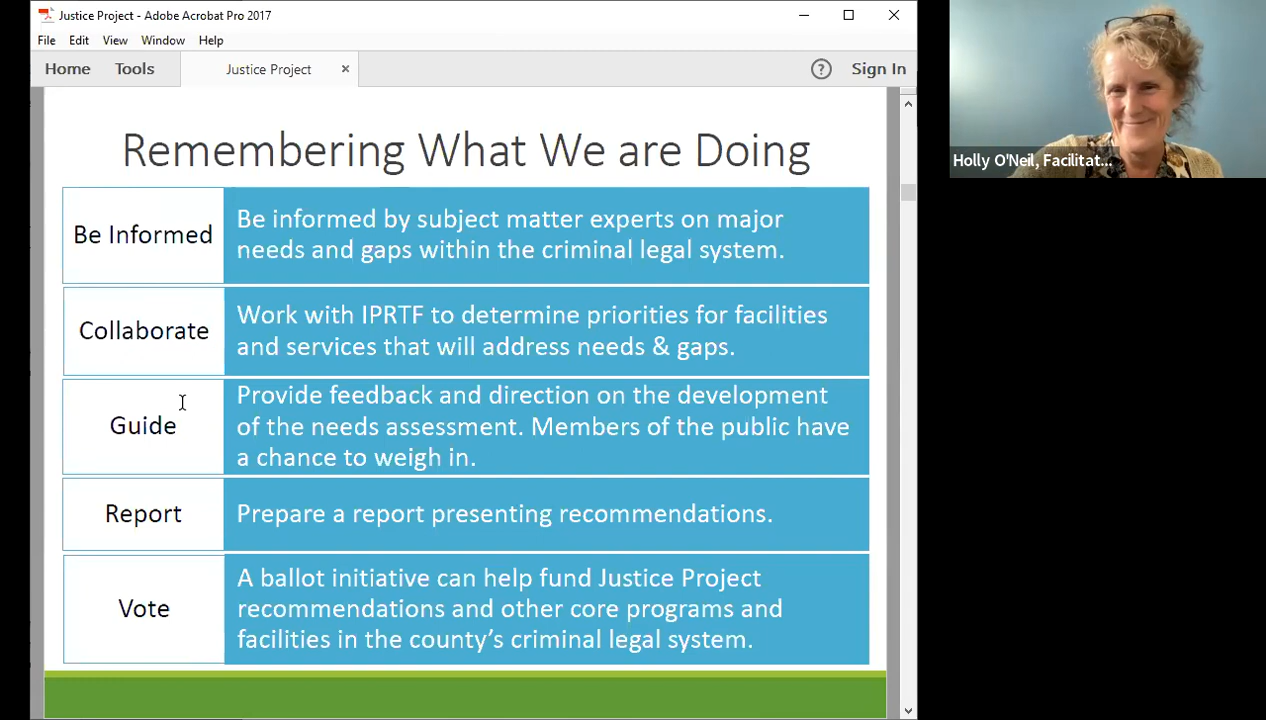 Justice Project - Adobe Acrobat Pro 2017
File Edit View Window Help
Home Tools Justice Project × ? Sign In
Remembering What We are Doing
Be Informed
Be informed by subject matter experts on major
needs and gaps within the criminal legal system.
Collaborate
Work with IPRTF to determine priorities for facilities
and services that will address needs & gaps.
Guide
Provide feedback and direction on the development
of the needs assessment. Members of the public have
a chance to weigh in.
Report
Prepare a report presenting recommendations.
Vote
A ballot initiative can help fund Justice Project
recommendations and other core programs and
facilities in the county’s criminal legal system.
Holly O'Neil, Facilitat...